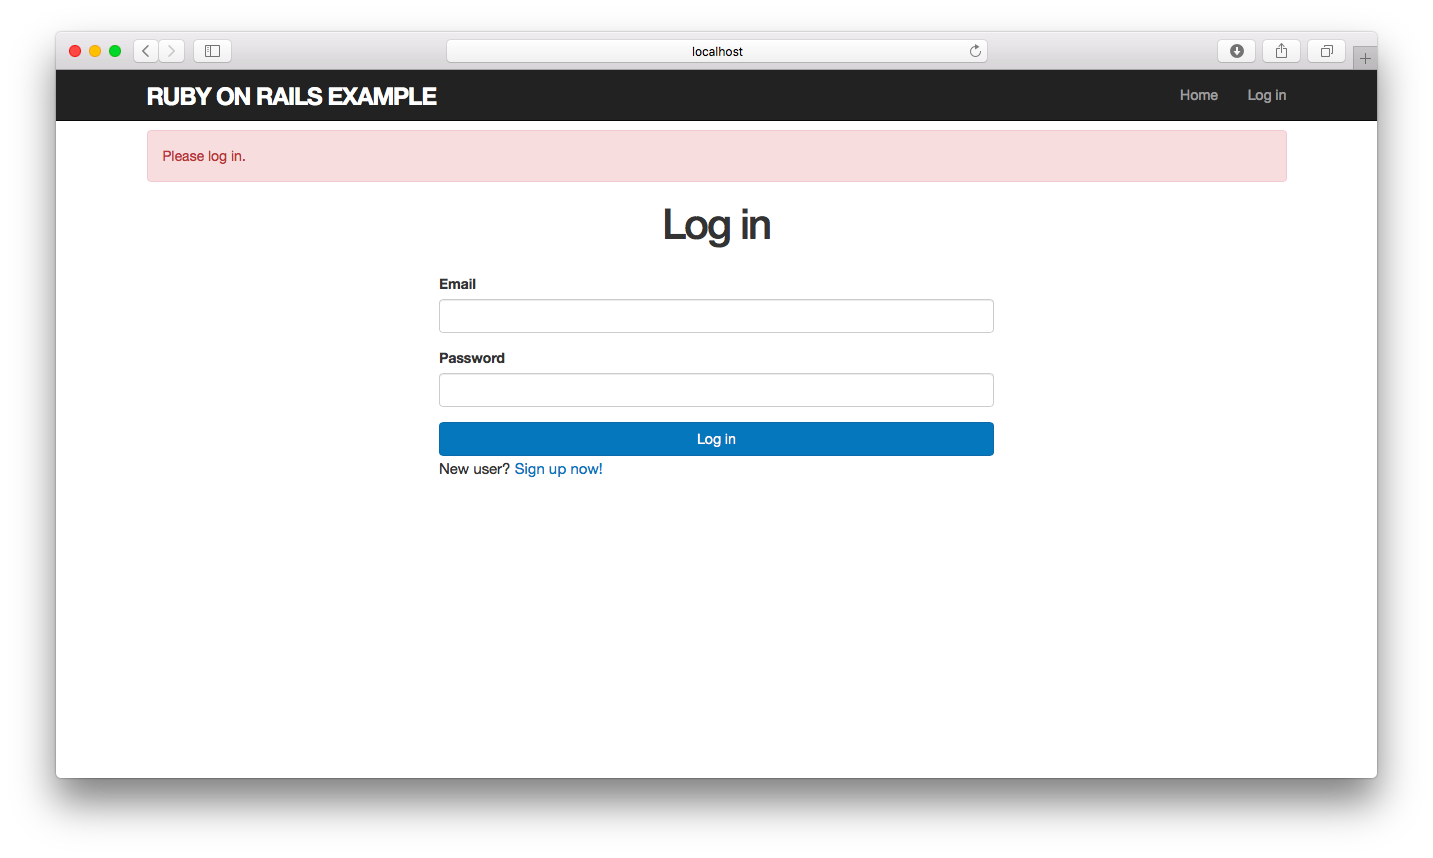 localhost
RUBY ON RAILS EXAMPLE
Home
Log in
Please log in.
Log in
Email
Password
Log in
New user? Sign up now!